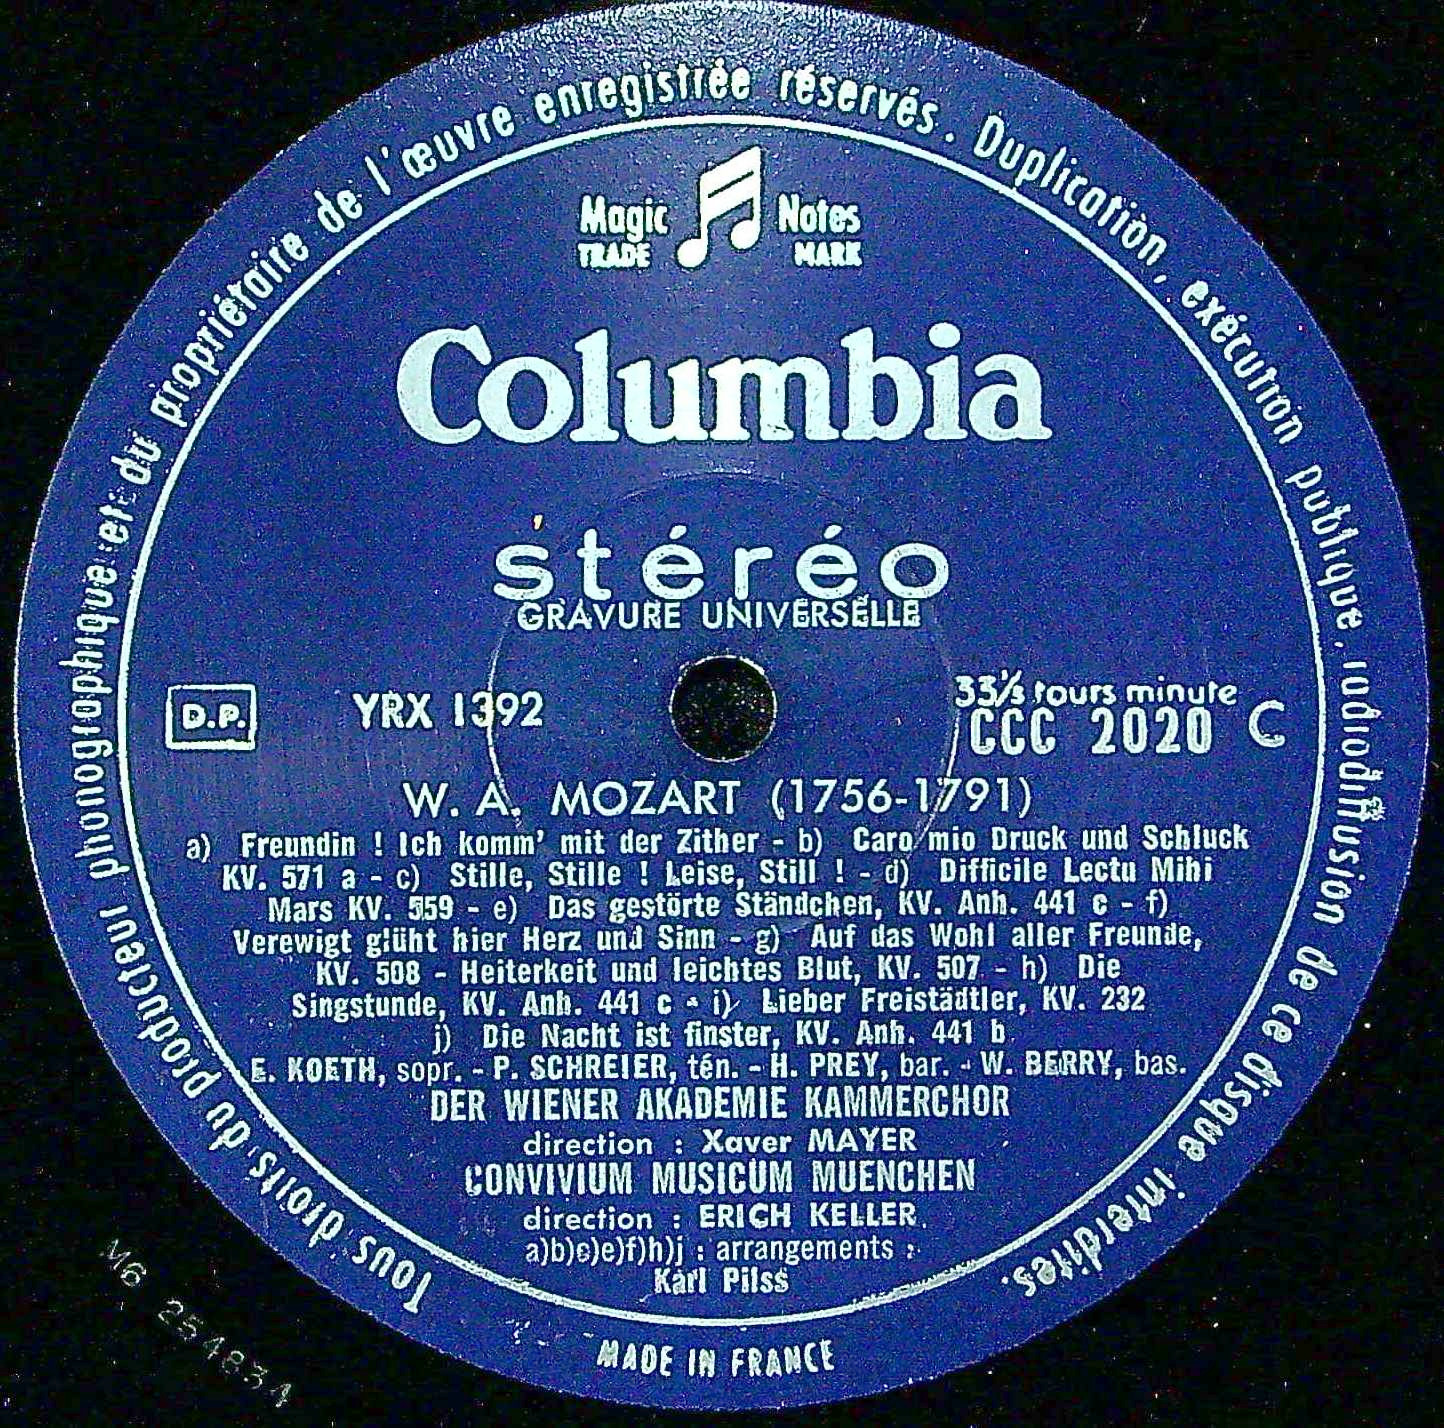 Tous droits du producteur phonographique et du propriétaire de l'œuvre enregistrée réservés. Duplication, exécution publique, radiodiffusion de ce disque interdites.
Magic Notes
TRADE MARK
Columbia
stéréo
GRAVURE UNIVERSELLE
D.P. YRX 1392
33 1/3 tours minute
CCC 2020 C
W. A. MOZART (1756-1791)
a) Freundin ! Ich komm' mit der Zither - b) Caro mio Druck und Schluck
KV. 571 a - c) Stille, Stille ! Leise, Still ! - d) Difficile Lectu Mihi
Mars KV. 559 - e) Das gestörte Ständchen, KV. Anh. 441 c - f)
Verewigt glüht hier Herz und Sinn - g) Auf das Wohl aller Freunde,
KV. 508 - Heiterkeit und leichtes Blut, KV. 507 - h) Die
Singstunde, KV. Anh. 441 c - i) Lieber Freistädtler, KV. 232
j) Die Nacht ist finster, KV. Anh. 441 b
E. KOETH, sopr. - P. SCHREIER, tén. - H. PREY, bar. - W. BERRY, bas.
DER WIENER AKADEMIE KAMMERCHOR
direction : Xaver MAYER
CONVIVIUM MUSICUM MUENCHEN
direction : ERICH KELLER
a)b)c)e)f)h)j : arrangements :
Karl Pilss
MADE IN FRANCE